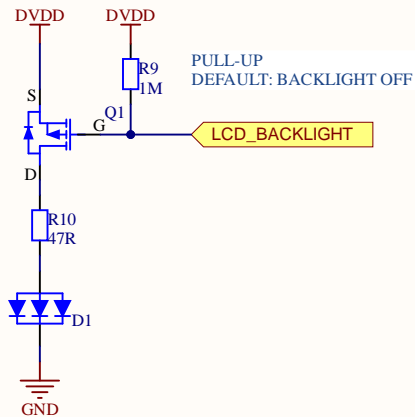 DVDD
DVDD
R9
1M
PULL-UP
DEFAULT: BACKLIGHT OFF
S
Q1
G
LCD_BACKLIGHT
D
R10
47R
D1
GND